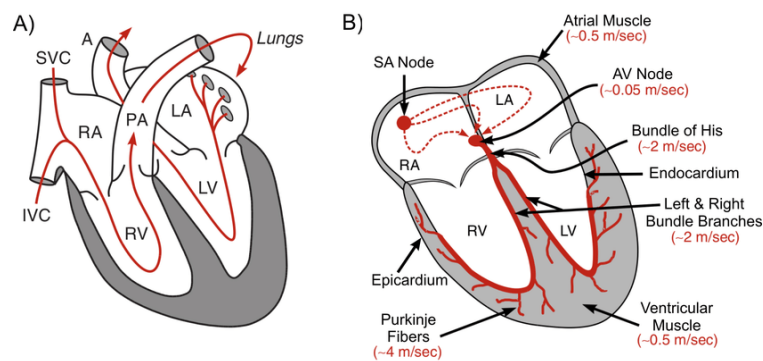 A)
A
Lungs
SVC
LA
PA
RA
LV
IVC
RV
B)
Atrial Muscle
(~0.5 m/sec)
SA Node
AV Node
(~0.05 m/sec)
LA
Bundle of His
(~2 m/sec)
RA
Endocardium
Left & Right
Bundle Branches
(~2 m/sec)
RV
LV
Epicardium
Purkinje
Fibers
(~4 m/sec)
Ventricular
Muscle
(~0.5 m/sec)